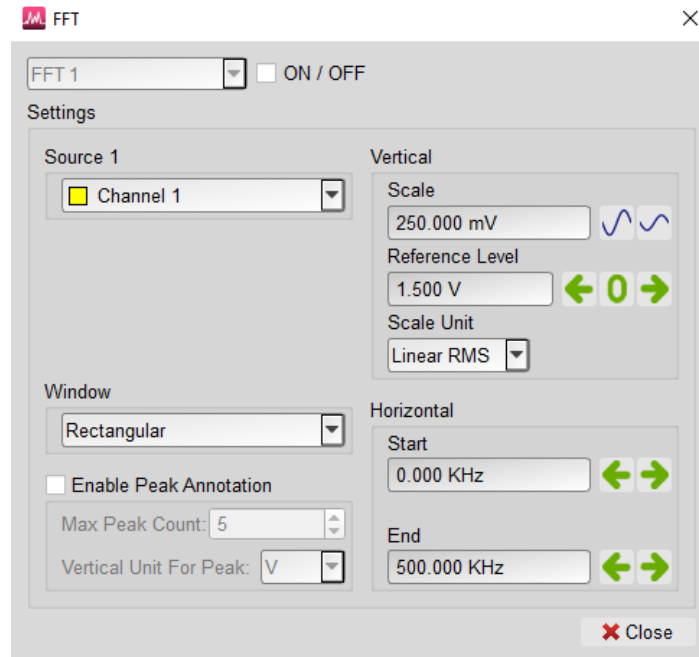 FFT
FFT 1
ON / OFF
Settings
Source 1
Channel 1
Window
Rectangular
Enable Peak Annotation
Max Peak Count: 5
Vertical Unit For Peak: V
Vertical
Scale
250.000 mV
Reference Level
1.500 V
0
Scale Unit
Linear RMS
Horizontal
Start
0.000 KHz
End
500.000 KHz
Close